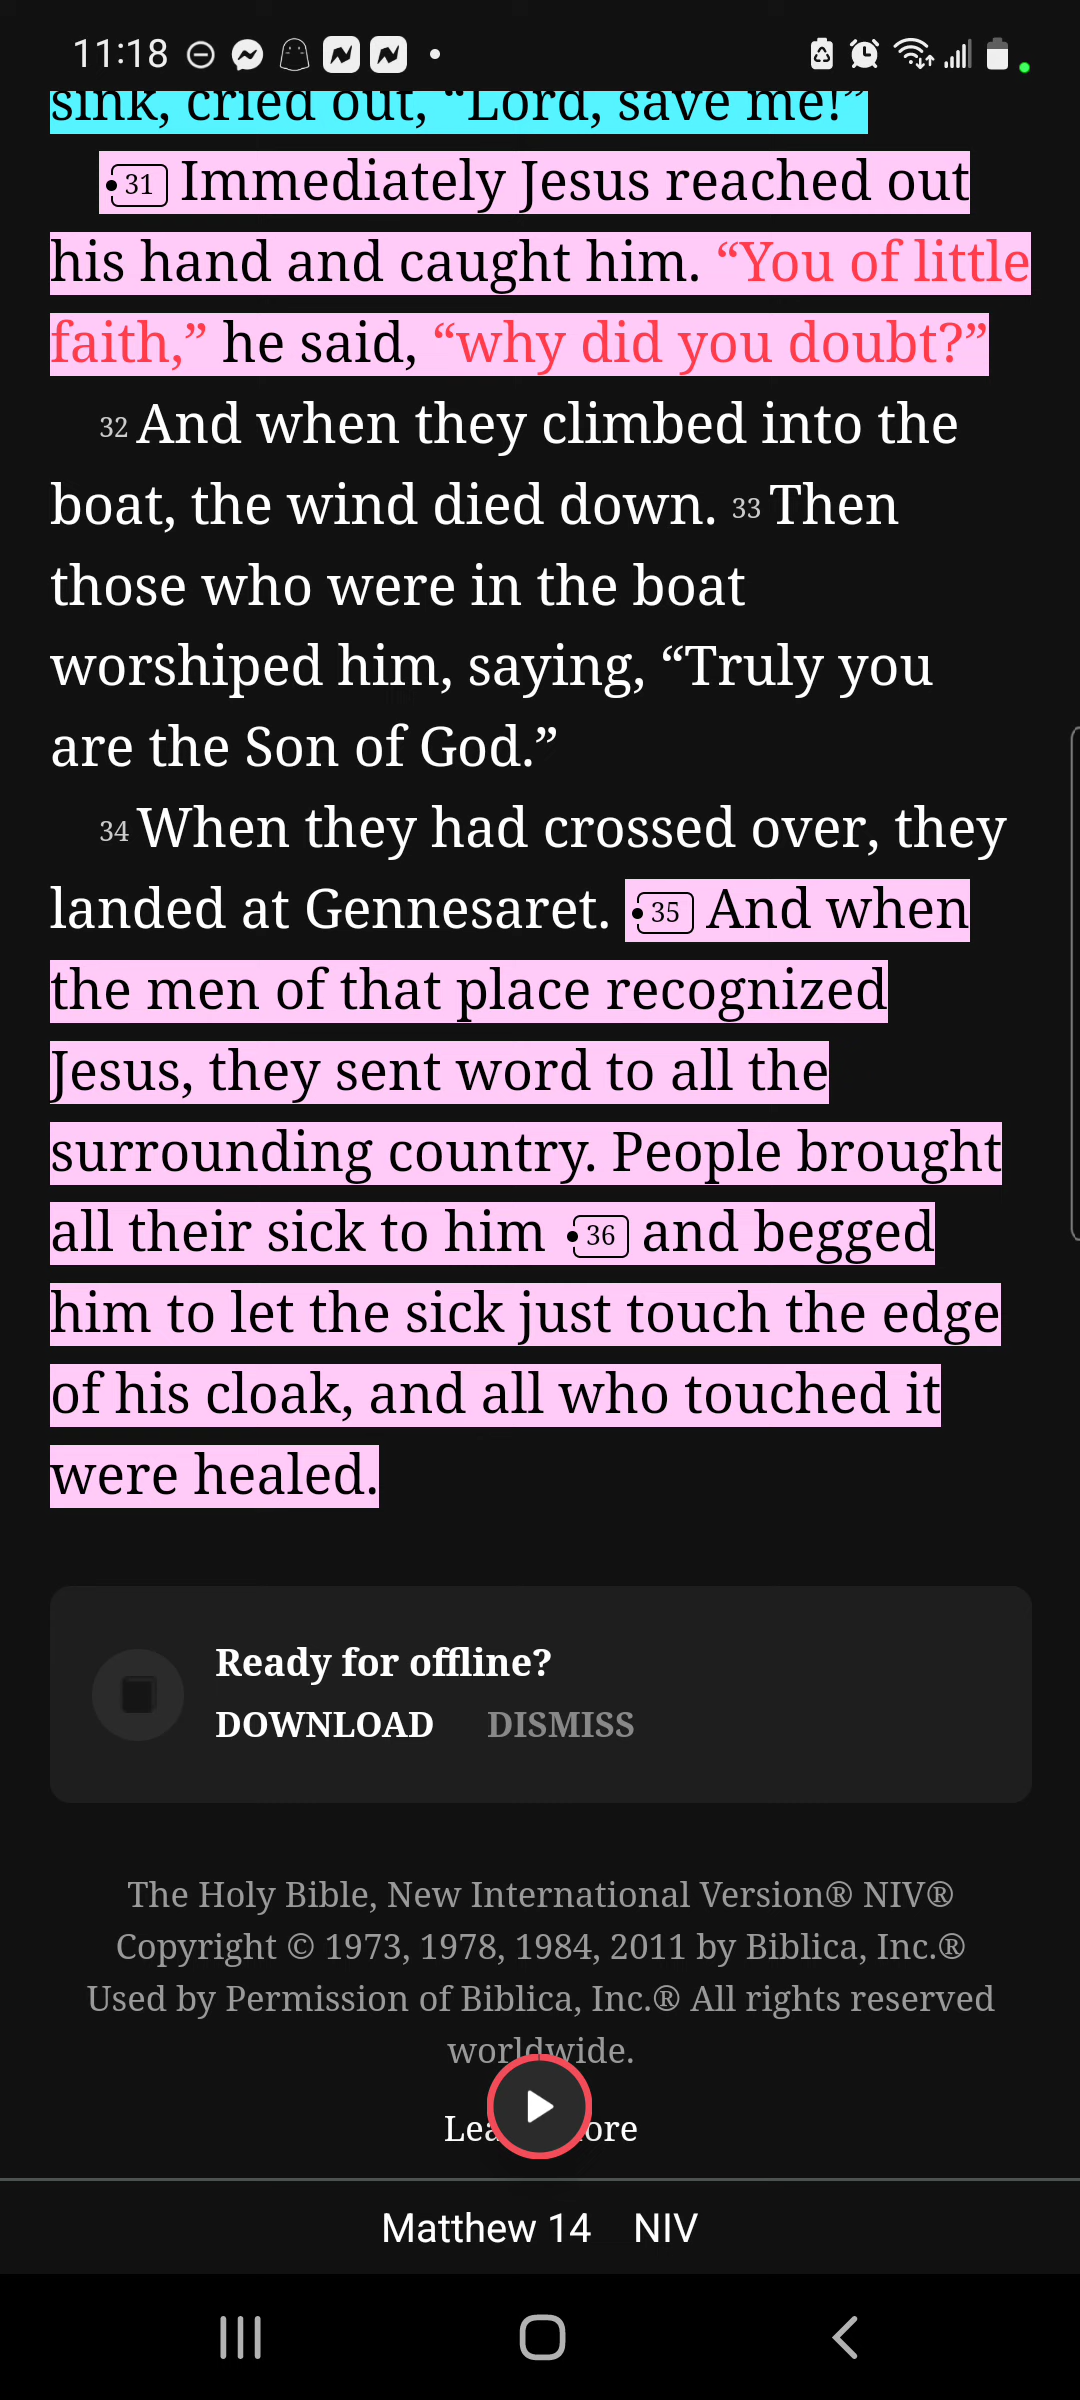 11:18
sink, cried out, “Lord, save me!”
31 Immediately Jesus reached out
his hand and caught him. “You of little
faith,” he said, “why did you doubt?”
32 And when they climbed into the
boat, the wind died down. 33 Then
those who were in the boat
worshiped him, saying, “Truly you
are the Son of God.”
34 When they had crossed over, they
landed at Gennesaret. 35 And when
the men of that place recognized
Jesus, they sent word to all the
surrounding country. People brought
all their sick to him 36 and begged
him to let the sick just touch the edge
of his cloak, and all who touched it
were healed.
Ready for offline?
DOWNLOAD DISMISS
The Holy Bible, New International Version® NIV®
Copyright © 1973, 1978, 1984, 2011 by Biblica, Inc.®
Used by Permission of Biblica, Inc.® All rights reserved
worldwide.
Matthew 14 NIV